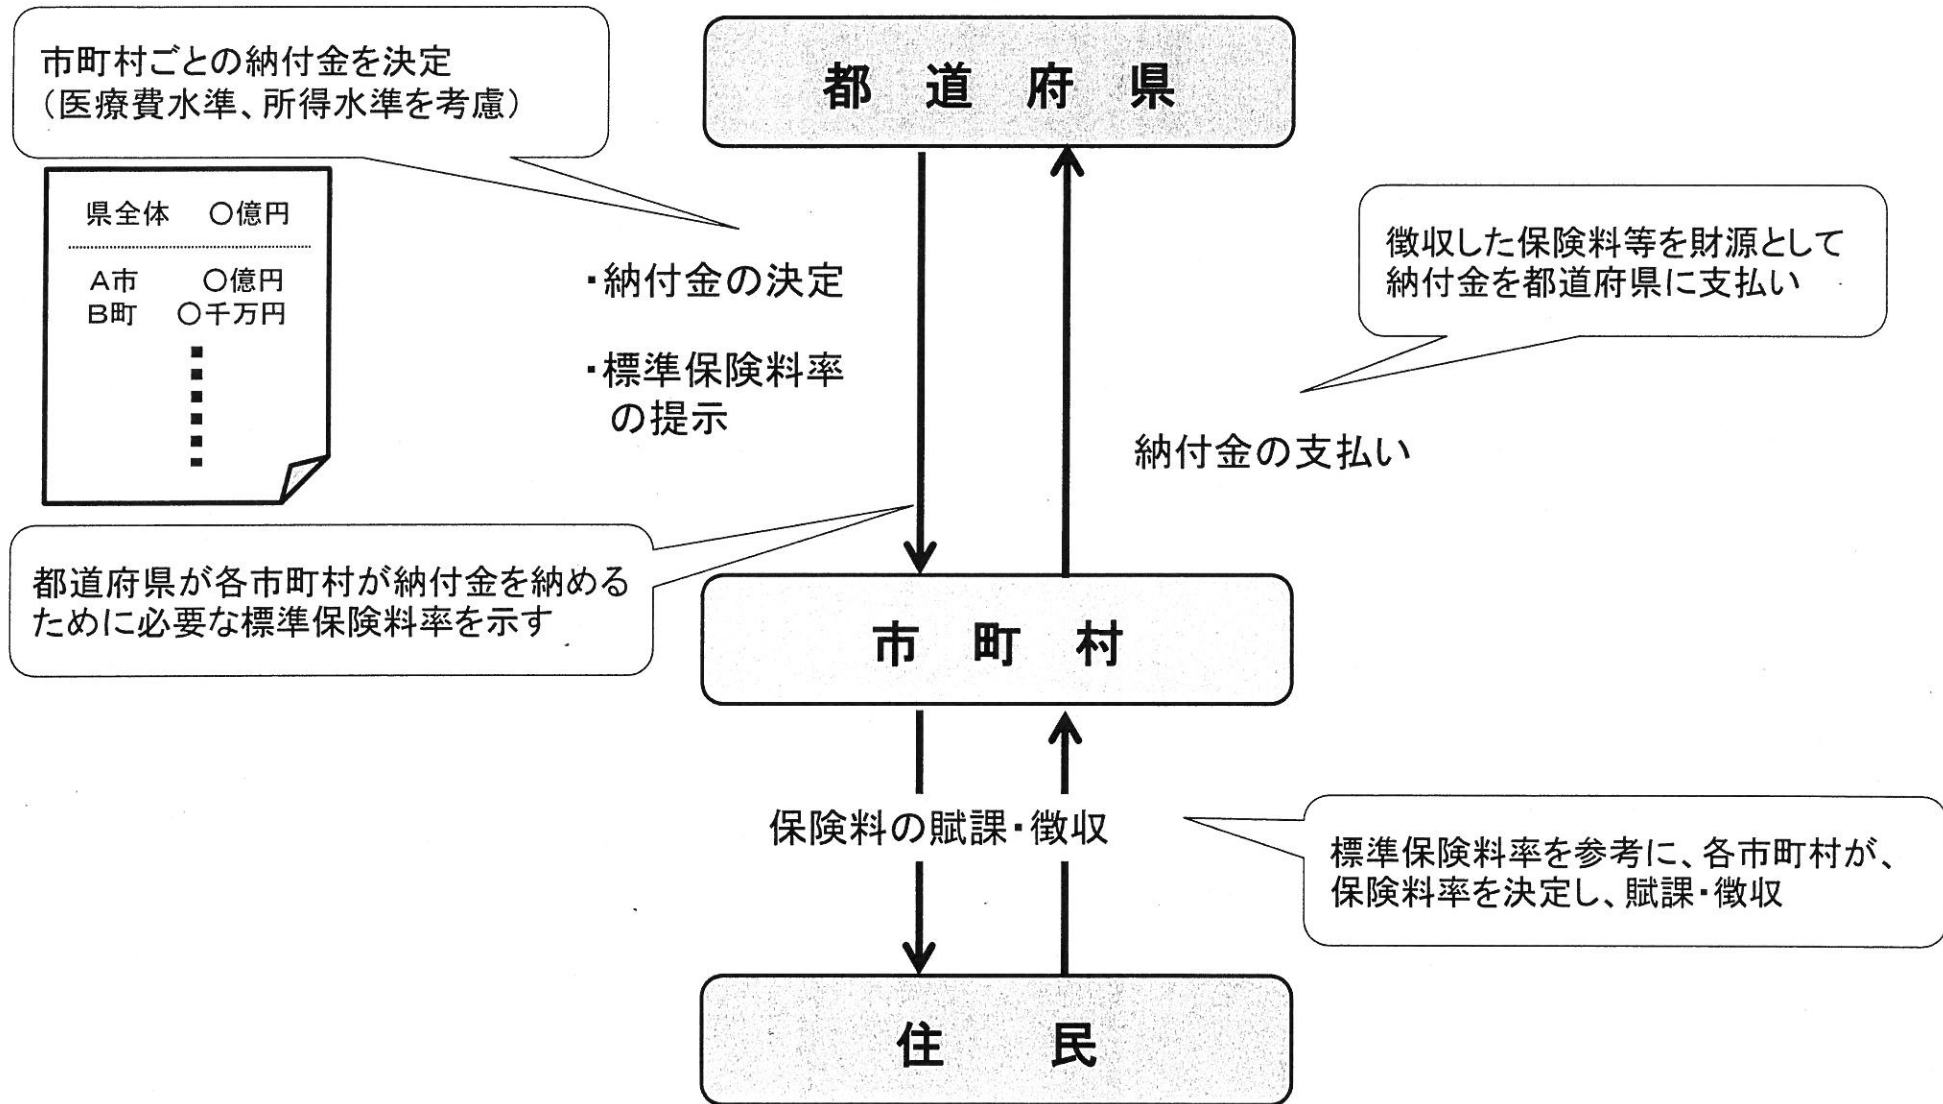 市町村ごとの納付金を決定
（医療費水準、所得水準を考慮）
都道府県
県全体 〇億円
A市 〇億円
B町 〇千万円
・納付金の決定
・標準保険料率
の提示
徴収した保険料等を財源として
納付金を都道府県に支払い
納付金の支払い
都道府県が各市町村が納付金を納める
ために必要な標準保険料率を示す
市町村
保険料の賦課・徴収
標準保険料率を参考に、各市町村が、
保険料率を決定し、賦課・徴収
住民